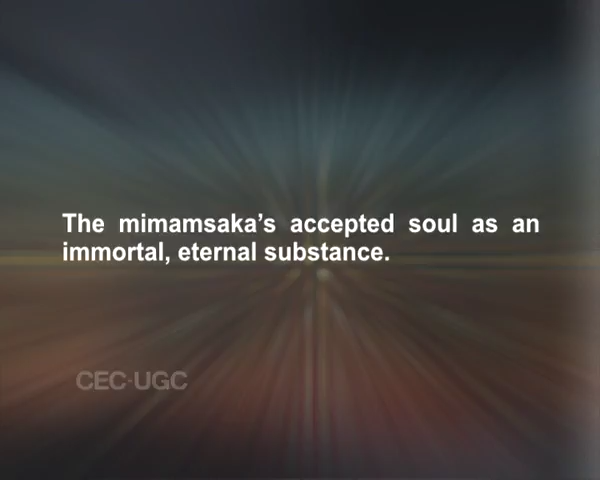 The mimamsaka's accepted soul as an
immortal, eternal substance.
CEC-UGC